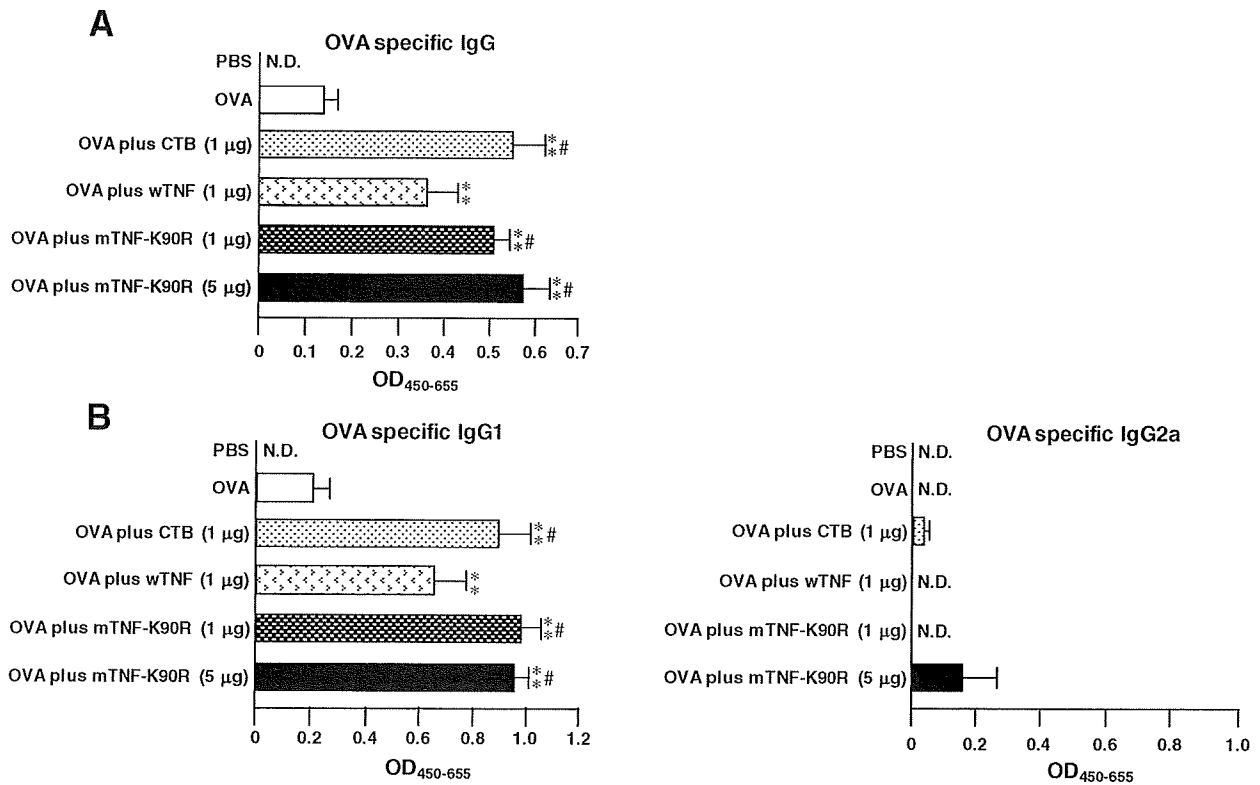 A
OVA specific IgG
PBS N.D.
OVA
OVA plus CTB (1 µg) **#
OVA plus wTNF (1 µg) **
OVA plus mTNF-K90R (1 µg) **#
OVA plus mTNF-K90R (5 µg) **#
0 0.1 0.2 0.3 0.4 0.5 0.6 0.7
OD450-655
B
OVA specific IgG1
PBS N.D.
OVA
OVA plus CTB (1 µg) **#
OVA plus wTNF (1 µg) **
OVA plus mTNF-K90R (1 µg) **#
OVA plus mTNF-K90R (5 µg) **#
0 0.2 0.4 0.6 0.8 1.0 1.2
OD450-655
OVA specific IgG2a
PBS N.D.
OVA N.D.
OVA plus CTB (1 µg)
OVA plus wTNF (1 µg) N.D.
OVA plus mTNF-K90R (1 µg) N.D.
OVA plus mTNF-K90R (5 µg)
0 0.2 0.4 0.6 0.8 1.0
OD450-655